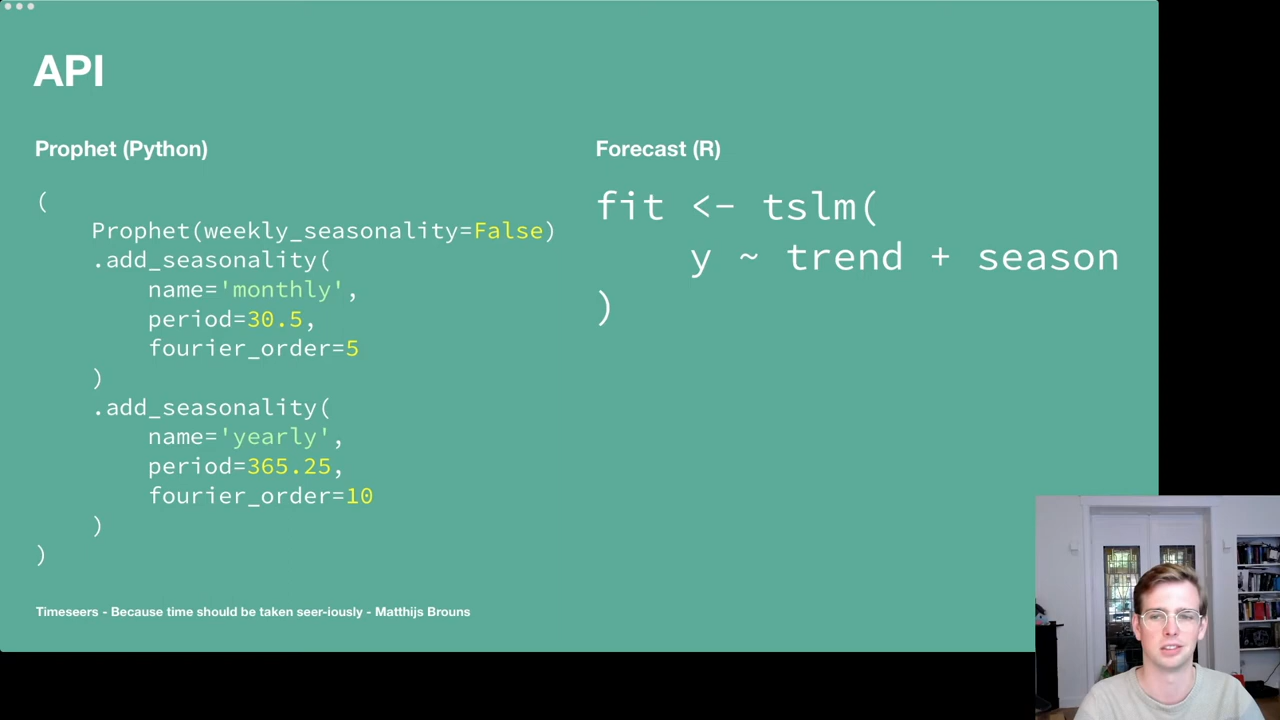 API
Prophet (Python)
(
    Prophet(weekly_seasonality=False)
    .add_seasonality(
        name='monthly',
        period=30.5,
        fourier_order=5
    )
    .add_seasonality(
        name='yearly',
        period=365.25,
        fourier_order=10
    )
)
Forecast (R)
fit <- tslm(
    y ~ trend + season
)
Timeseers - Because time should be taken seer-iously - Matthijs Brouns